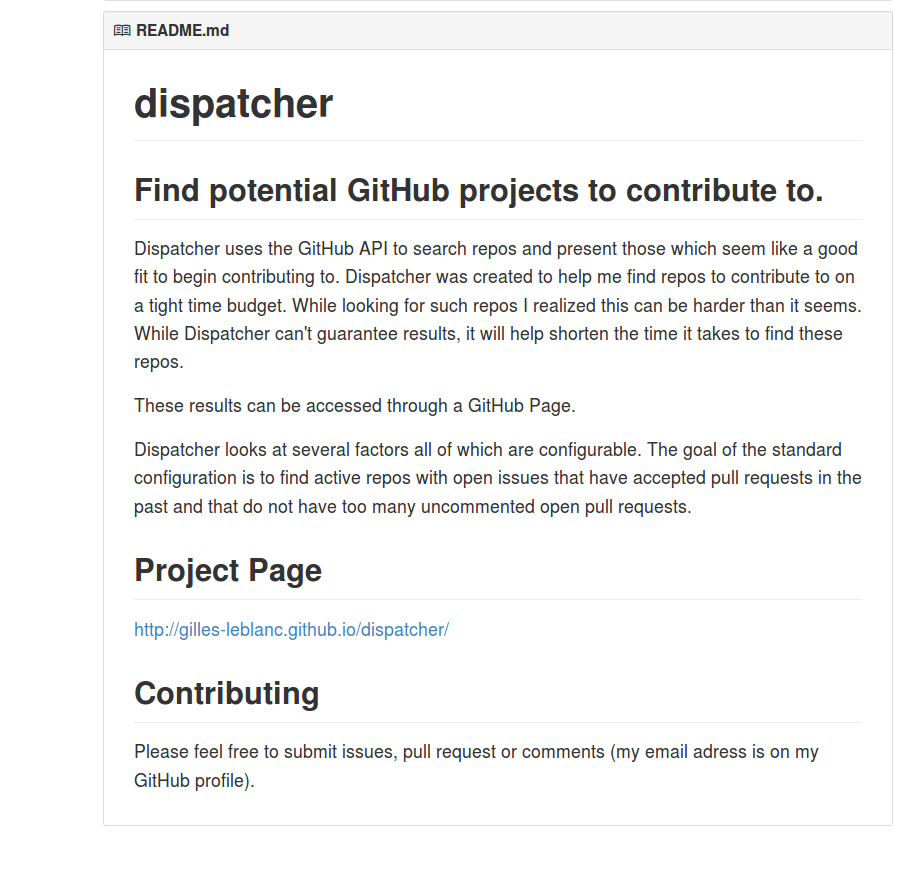 README.md
dispatcher
Find potential GitHub projects to contribute to.
Dispatcher uses the GitHub API to search repos and present those which seem like a good
fit to begin contributing to. Dispatcher was created to help me find repos to contribute to on
a tight time budget. While looking for such repos I realized this can be harder than it seems.
While Dispatcher can't guarantee results, it will help shorten the time it takes to find these
repos.
These results can be accessed through a GitHub Page.
Dispatcher looks at several factors all of which are configurable. The goal of the standard
configuration is to find active repos with open issues that have accepted pull requests in the
past and that do not have too many uncommented open pull requests.
Project Page
http://gilles-leblanc.github.io/dispatcher/
Contributing
Please feel free to submit issues, pull request or comments (my email adress is on my
GitHub profile).